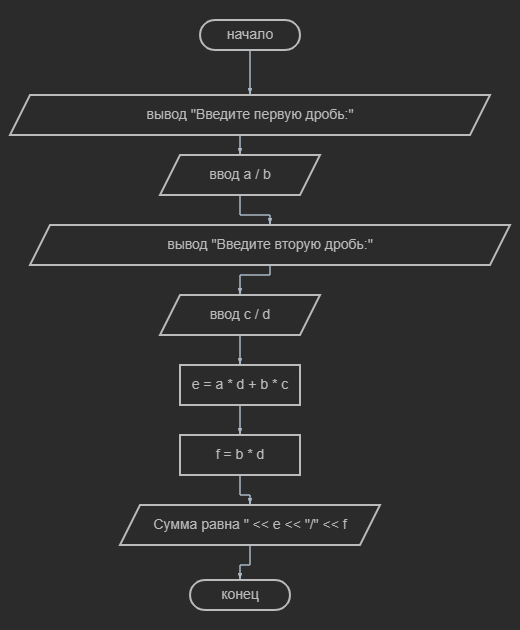 начало
вывод "Введите первую дробь:"
ввод a / b
вывод "Введите вторую дробь:"
ввод c / d
e = a * d + b * c
f = b * d
Сумма равна " << e << "/" << f
конец